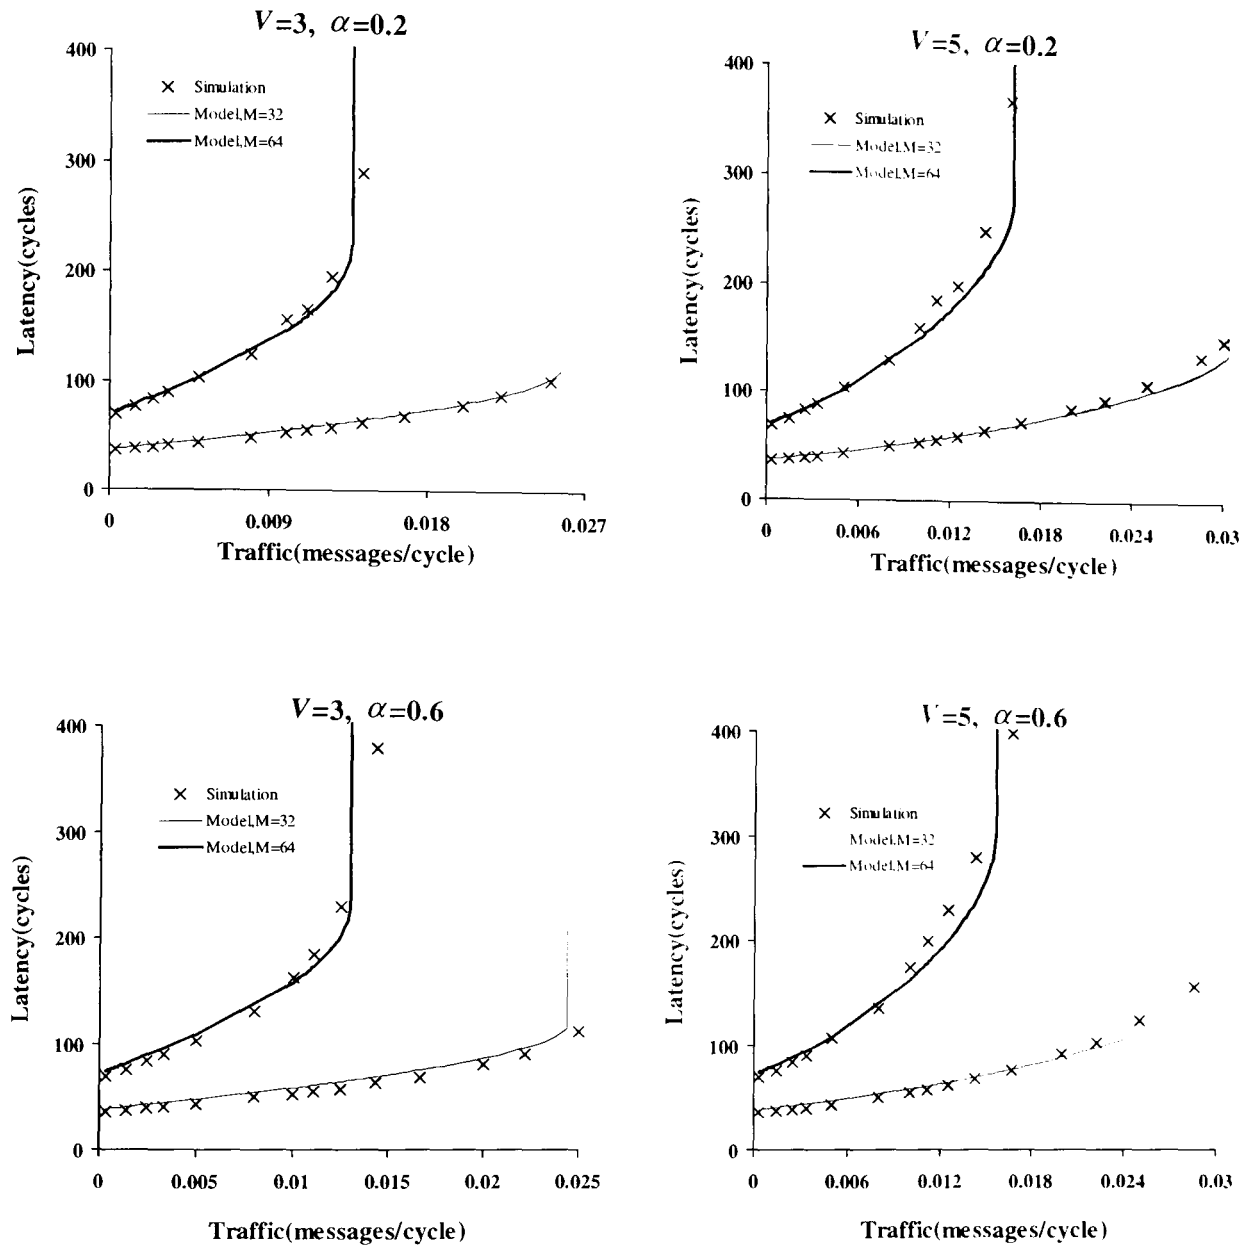 V=3, α=0.2
400
300
200
100
0
Latency(cycles)
Simulation
Model,M=32
Model,M=64
0 0.009 0.018 0.027
Traffic(messages/cycle)
V=5, α=0.2
400
300
200
100
0
Latency(cycles)
Simulation
Model,M=32
Model,M=64
0 0.006 0.012 0.018 0.024 0.03
Traffic(messages/cycle)
V=3, α=0.6
400
300
200
100
0
Latency(cycles)
Simulation
Model,M=32
Model,M=64
0 0.005 0.01 0.015 0.02 0.025
Traffic(messages/cycle)
V=5, α=0.6
400
300
200
100
0
Latency(cycles)
Simulation
Model,M=32
Model,M=64
0 0.006 0.012 0.018 0.024 0.03
Traffic(messages/cycle)